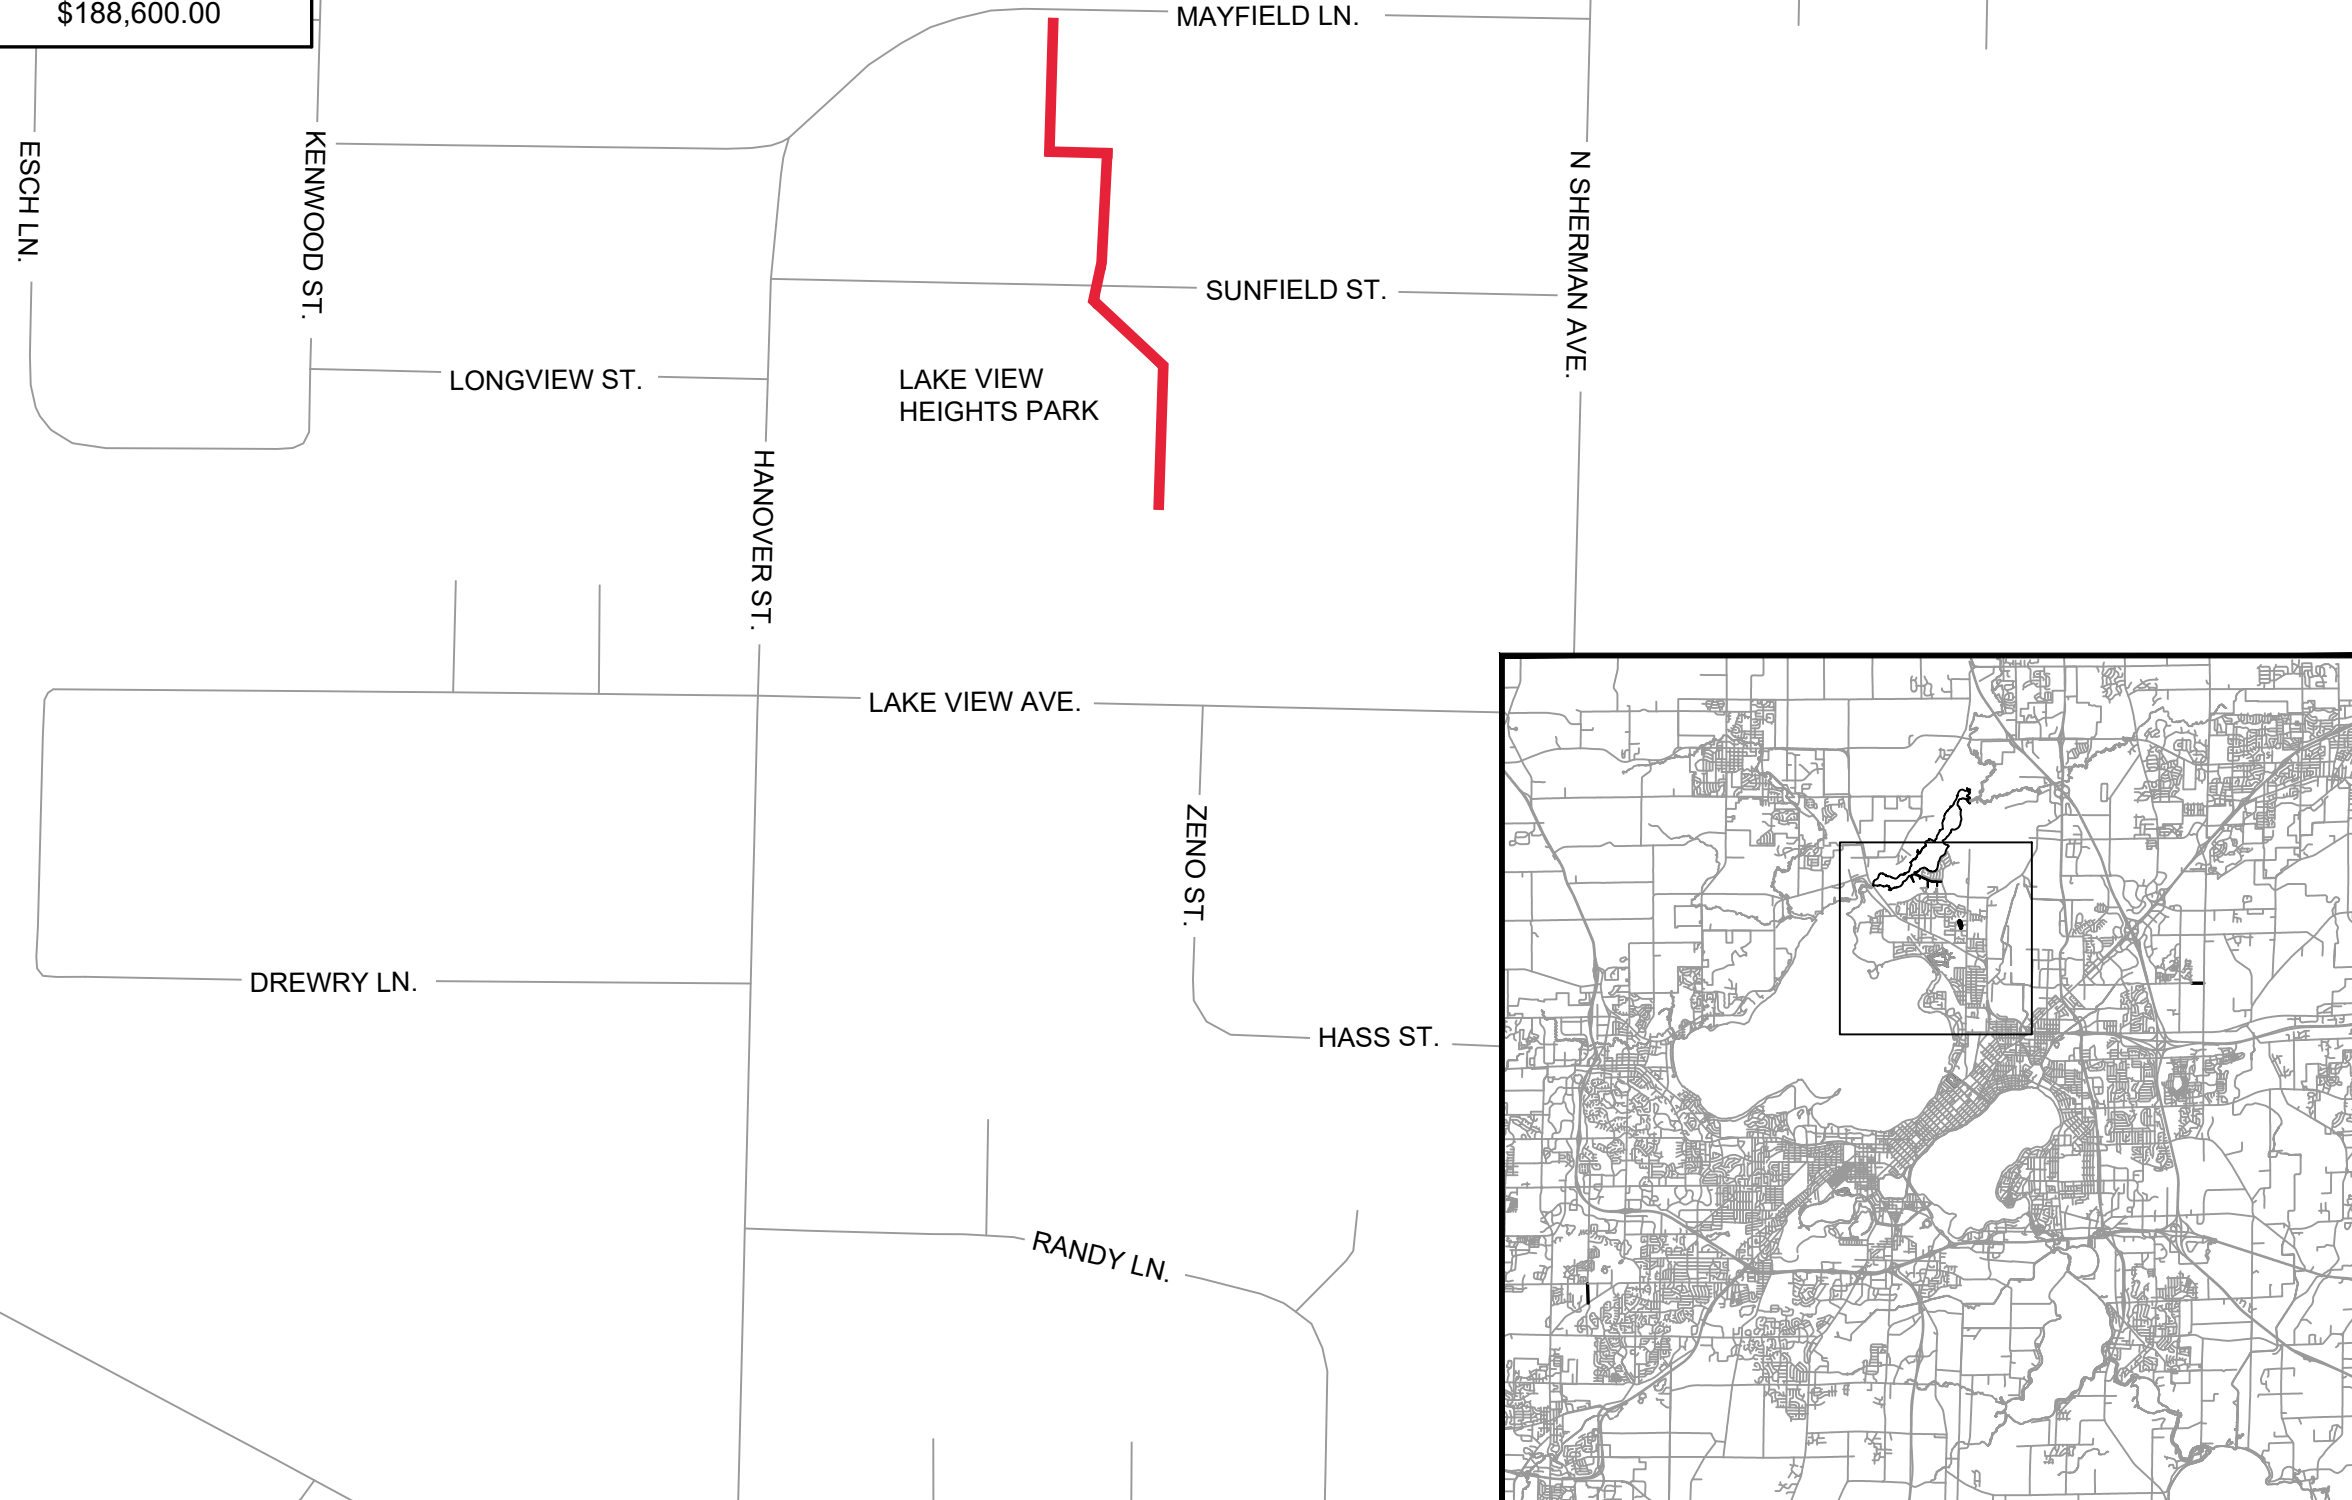 $188,600.00
MAYFIELD LN.
ESCH LN.
KENWOOD ST.
N SHERMAN AVE.
SUNFIELD ST.
LONGVIEW ST.
LAKE VIEW
HEIGHTS PARK
HANOVER ST.
LAKE VIEW AVE.
ZENO ST.
DREWRY LN.
HASS ST.
RANDY LN.